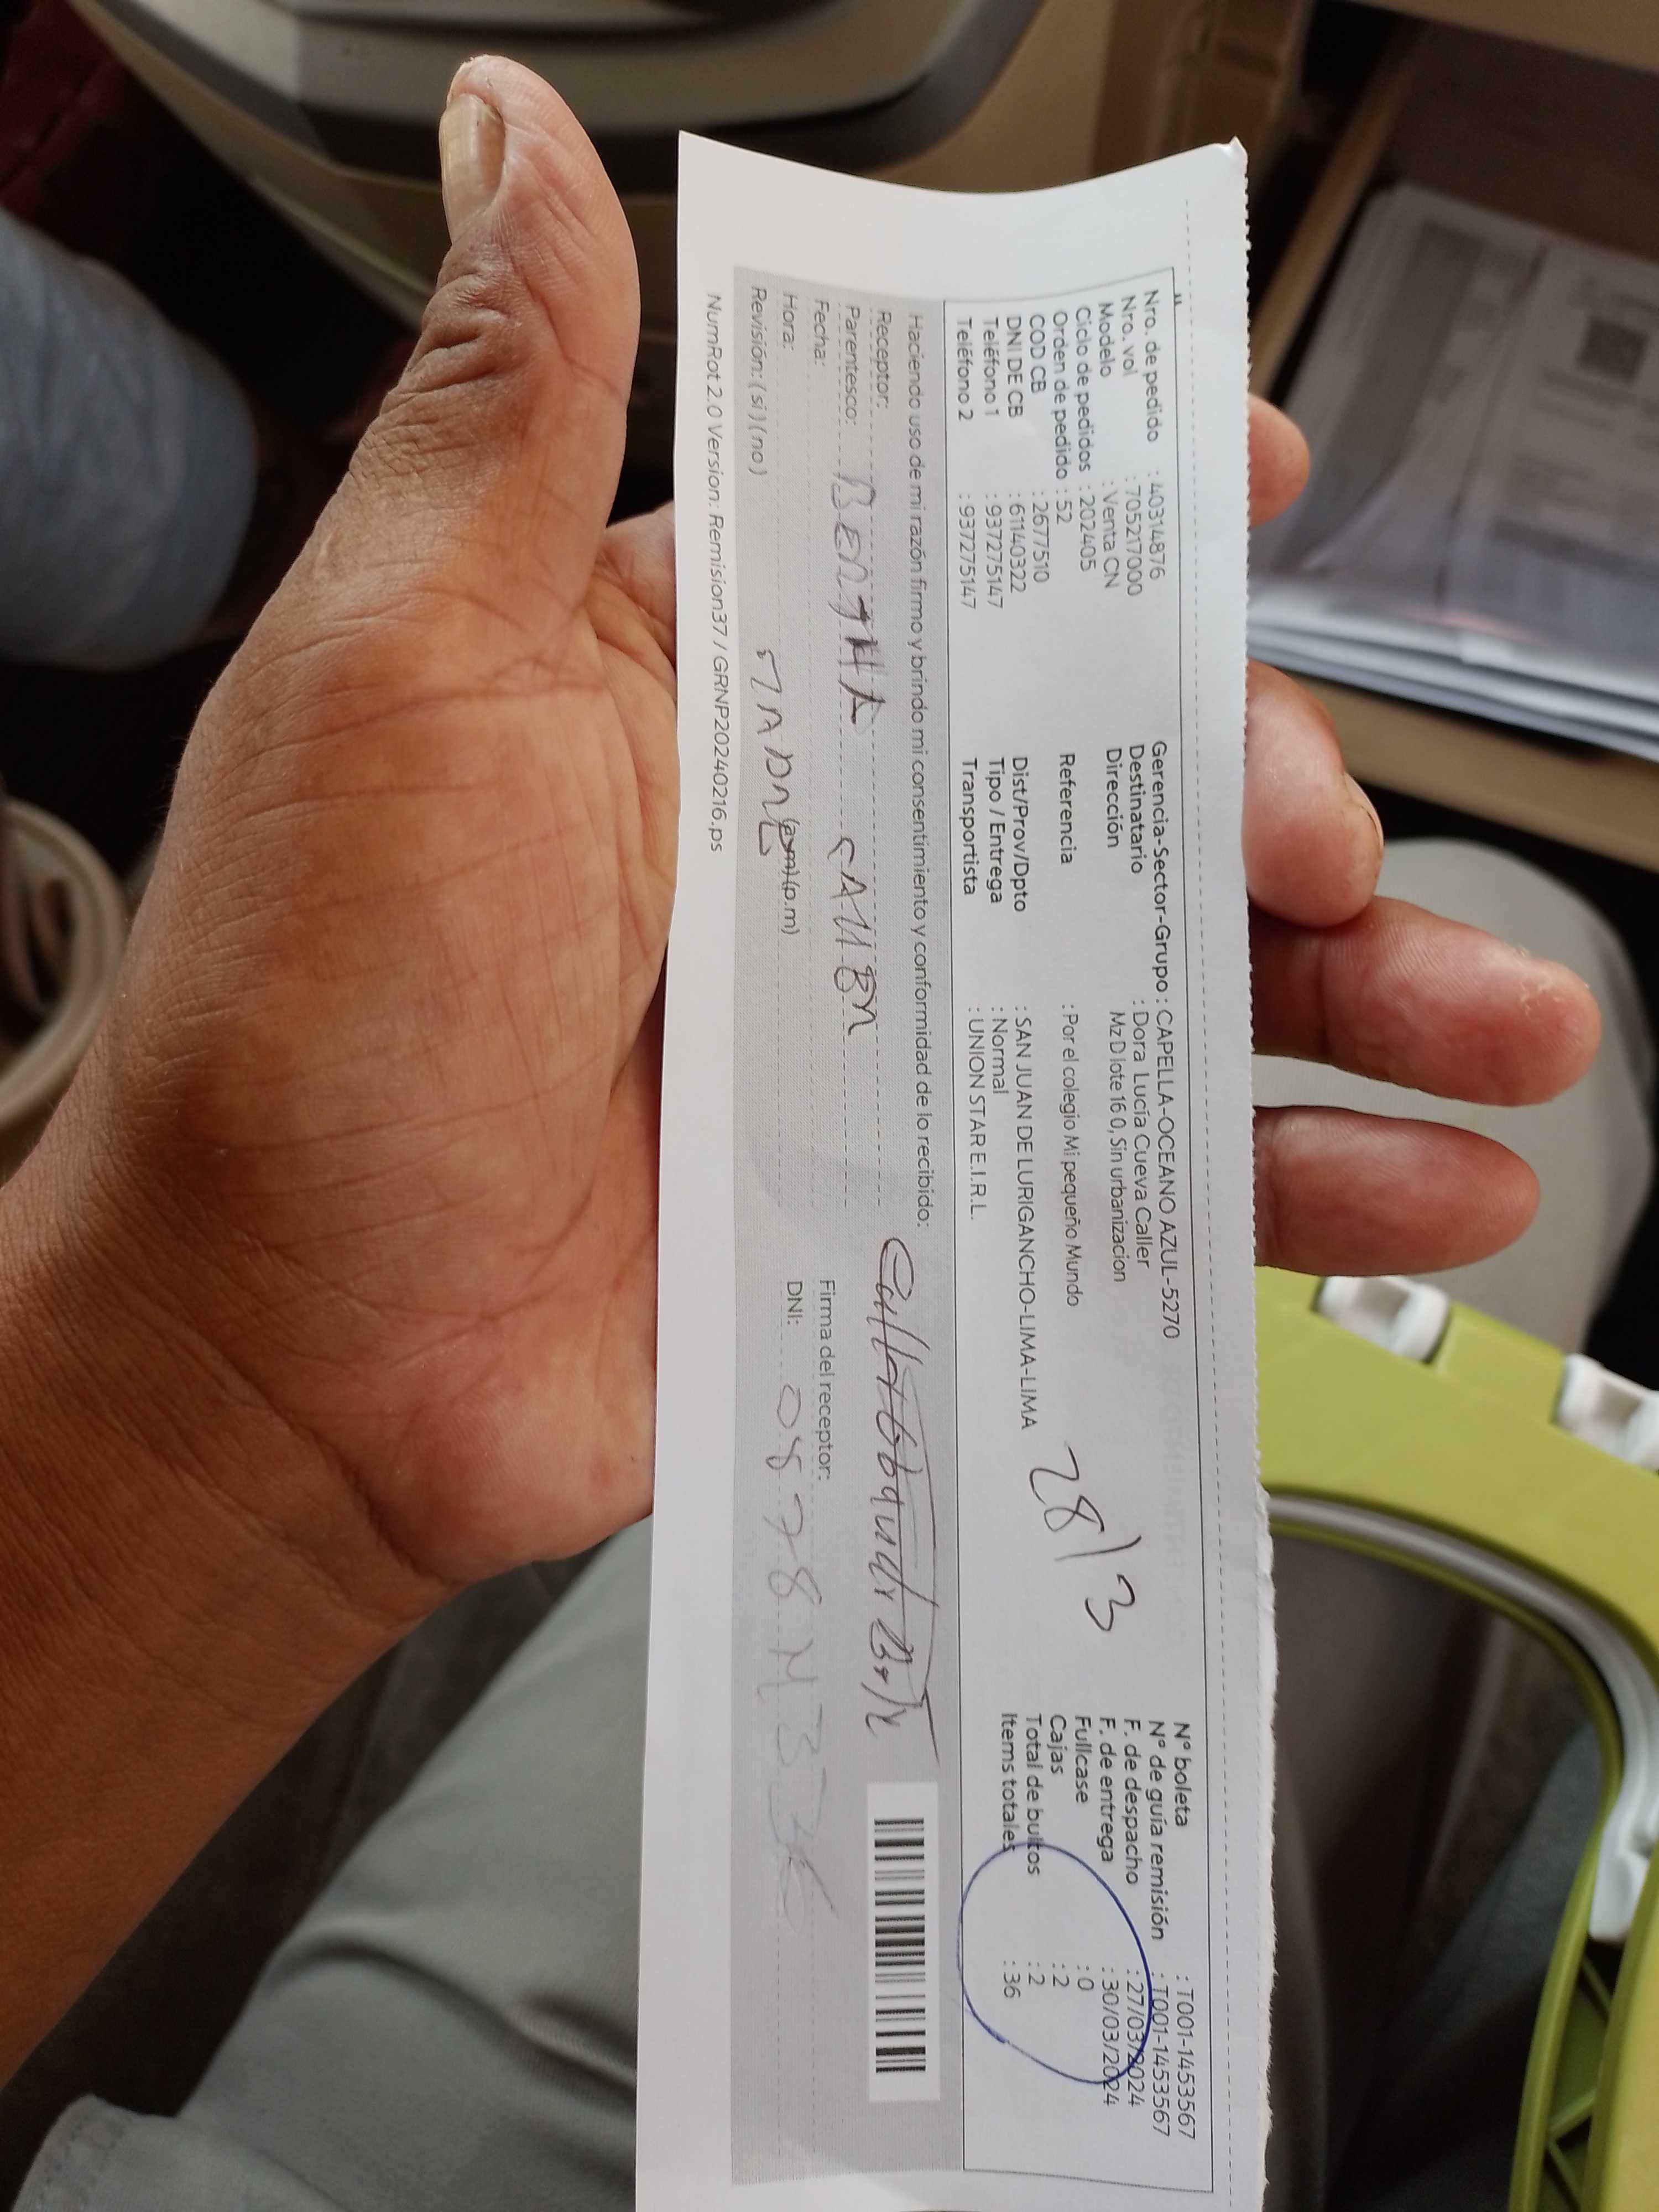 Nro. de pedido : 40314876
Nro. vol : 705217000
Modelo : Venta CN
Ciclo de pedidos : 202405
Orden de pedido : 52
COD CB : 2677510
DNI DE CB : 61140322
Teléfono 1 : 937275147
Teléfono 2 : 937275147
Gerencia-Sector-Grupo : CAPELLA-OCEANO AZUL-5270
Destinatario : Dora Lucía Cueva Caller
Dirección Mz D lote 16 0, Sin urbanizacion
Referencia : Por el colegio Mi pequeño Mundo
Dist/Prov/Dpto : SAN JUAN DE LURIGANCHO-LIMA-LIMA
Tipo / Entrega : Normal
Transportista : UNION STAR E.I.R.L.
28/3
N° boleta : T001-1453567
N° de guía remisión : T001-1453567
F. de despacho : 27/03/2024
F. de entrega : 30/03/2024
Fullcase : 0
Cajas : 2
Total de bultos : 2
Items totales : 36
Haciendo uso de mi razón firmo y brindo mi consentimiento y conformidad de lo recibido:
Receptor:
Parentesco: BERTHA
Fecha:
Hora: (a.m) (p.m)
Revisión: ( si ) ( no )
Firma del receptor:
DNI:
NumRot 2.0 Version: Remision37 / GRNP20240216.ps